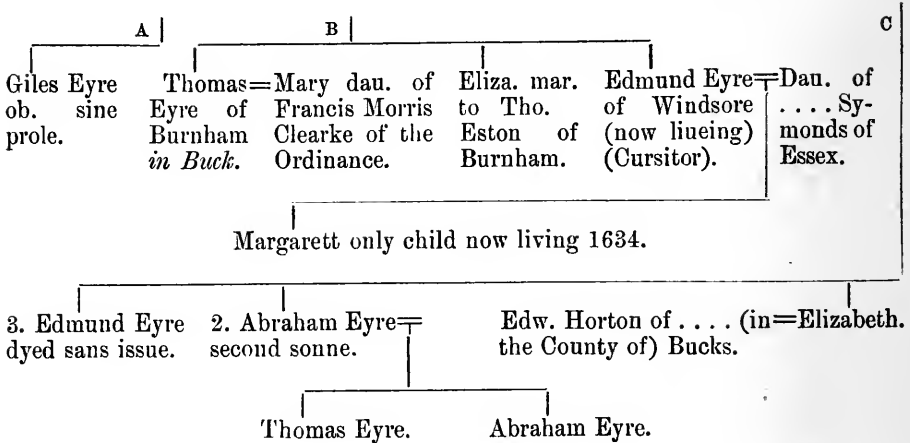 A
B
C
Giles Eyre
ob. sine
prole.
Thomas=Mary dau. of
Eyre of Francis Morris
Burnham Clearke of the
in Buck. Ordinance.
Eliza. mar.
to Tho.
Eston of
Burnham.
Edmund Eyre=Dau. of
of Windsore .... Sy-
(now liueing) monds of
(Cursitor). Essex.
Margarett only child now living 1634.
3. Edmund Eyre
dyed sans issue.
2. Abraham Eyre=
second sonne.
Edw. Horton of .... (in=Elizabeth.
the County of) Bucks.
Thomas Eyre.
Abraham Eyre.